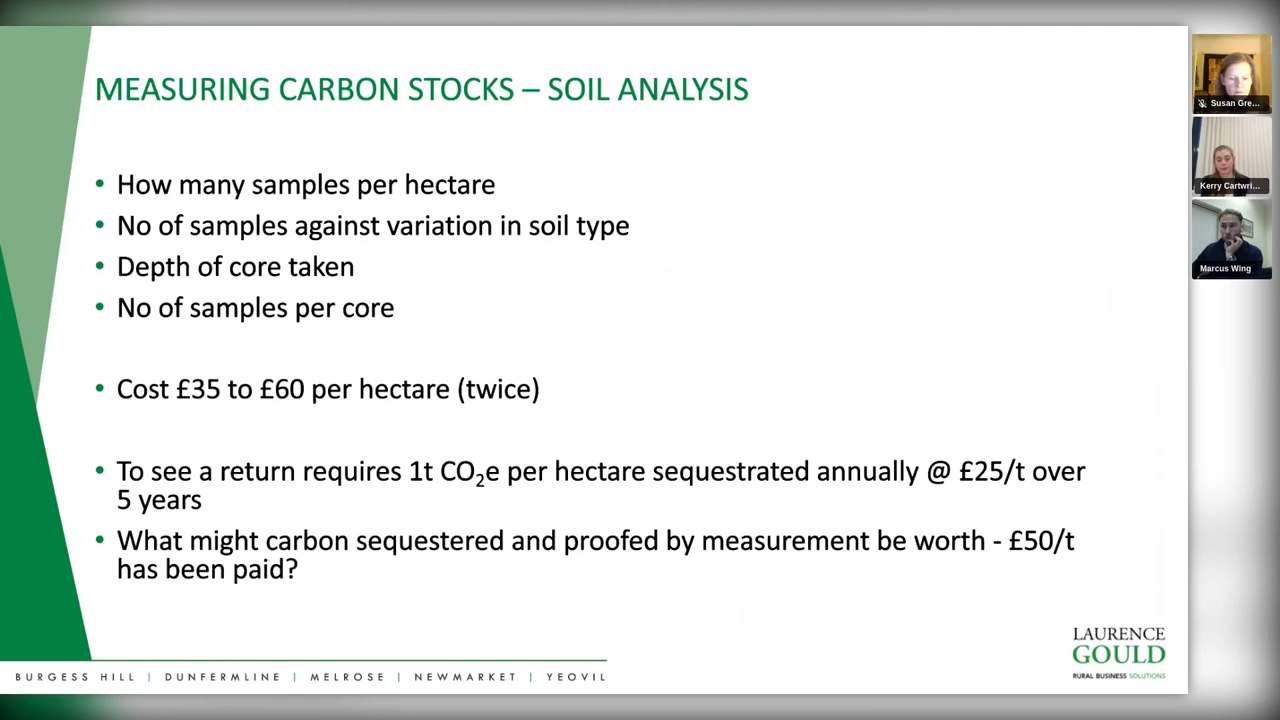 MEASURING CARBON STOCKS – SOIL ANALYSIS
• How many samples per hectare
• No of samples against variation in soil type
• Depth of core taken
• No of samples per core
• Cost £35 to £60 per hectare (twice)
• To see a return requires 1t CO₂e per hectare sequestrated annually @ £25/t over
5 years
• What might carbon sequestered and proofed by measurement be worth - £50/t
has been paid?
LAURENCE
GOULD
RURAL BUSINESS SOLUTIONS
BURGESS HILL | DUNFERMLINE | MELROSE | NEWMARKET | YEOVIL
Susan Gre...
Kerry Cartwri...
Marcus Wing